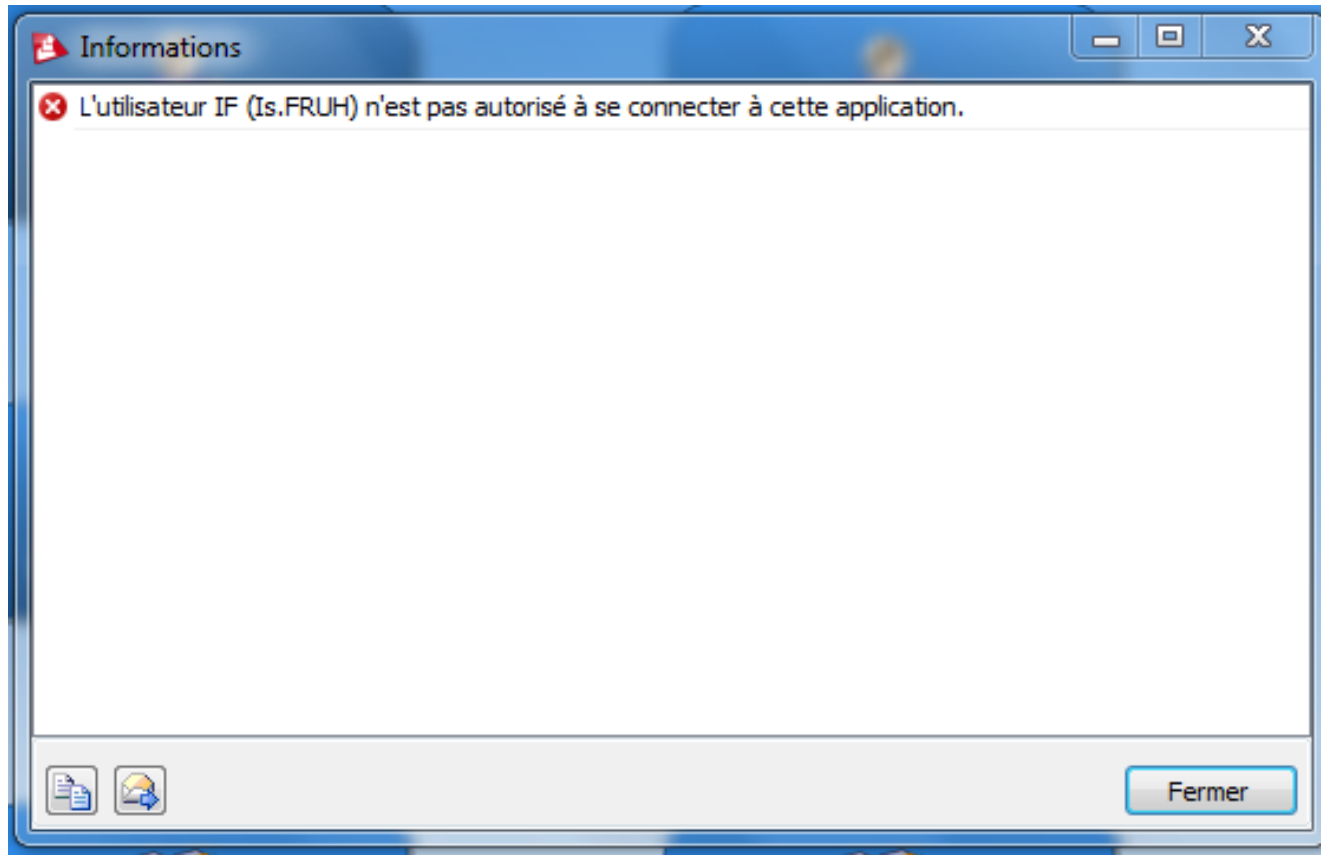 Informations
L'utilisateur IF (Is.FRUH) n'est pas autorisé à se connecter à cette application.
Fermer